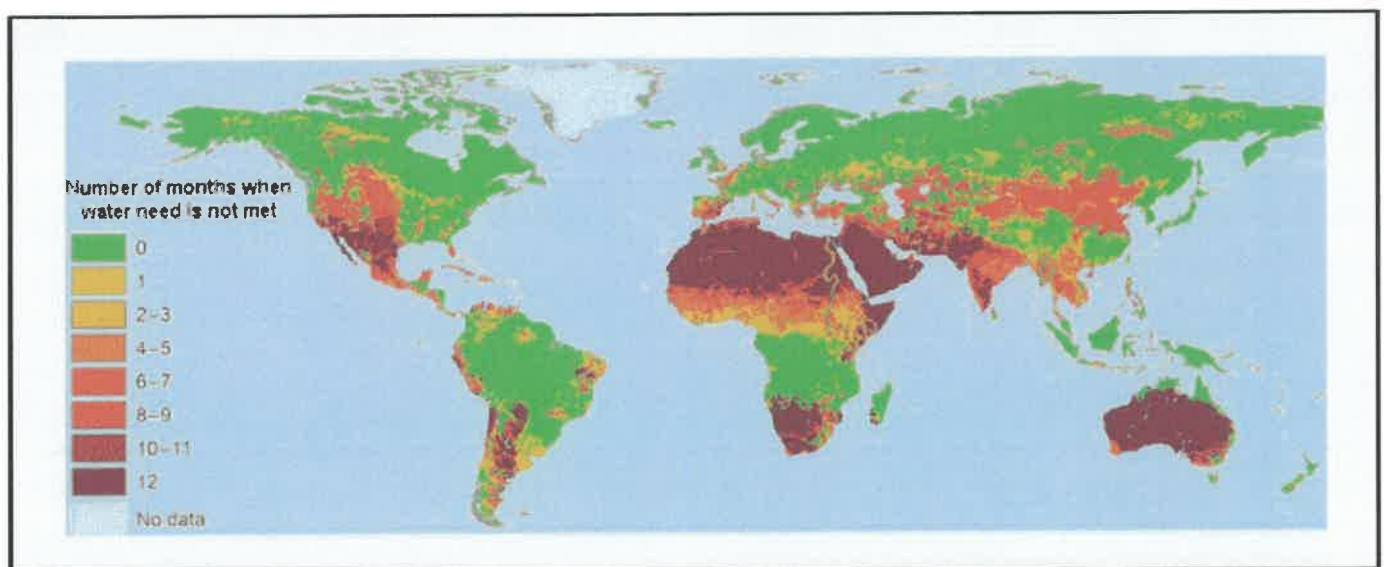 Number of months when
water need is not met
0
1
2–3
4–5
6–7
8–9
10–11
12
No data